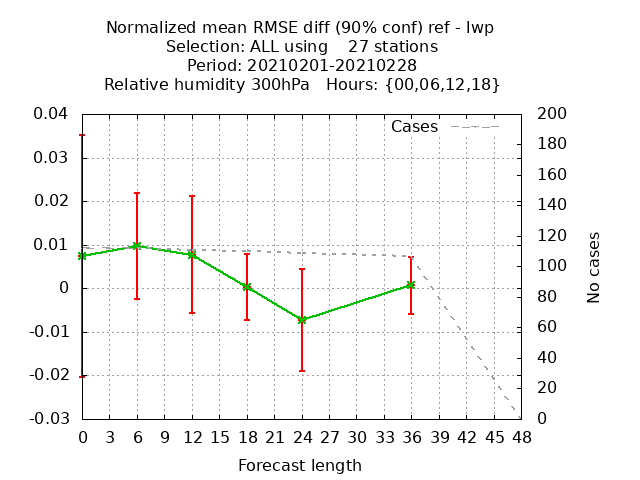 Normalized mean RMSE diff (90% conf) ref - lwp
Selection: ALL using 27 stations
Period: 20210201-20210228
Relative humidity 300hPa Hours: {00,06,12,18}
Cases
0.04
0.03
0.02
0.01
0
-0.01
-0.02
-0.03
200
180
160
140
120
100
80
60
40
20
0
No cases
0 3 6 9 12 15 18 21 24 27 30 33 36 39 42 45 48
Forecast length